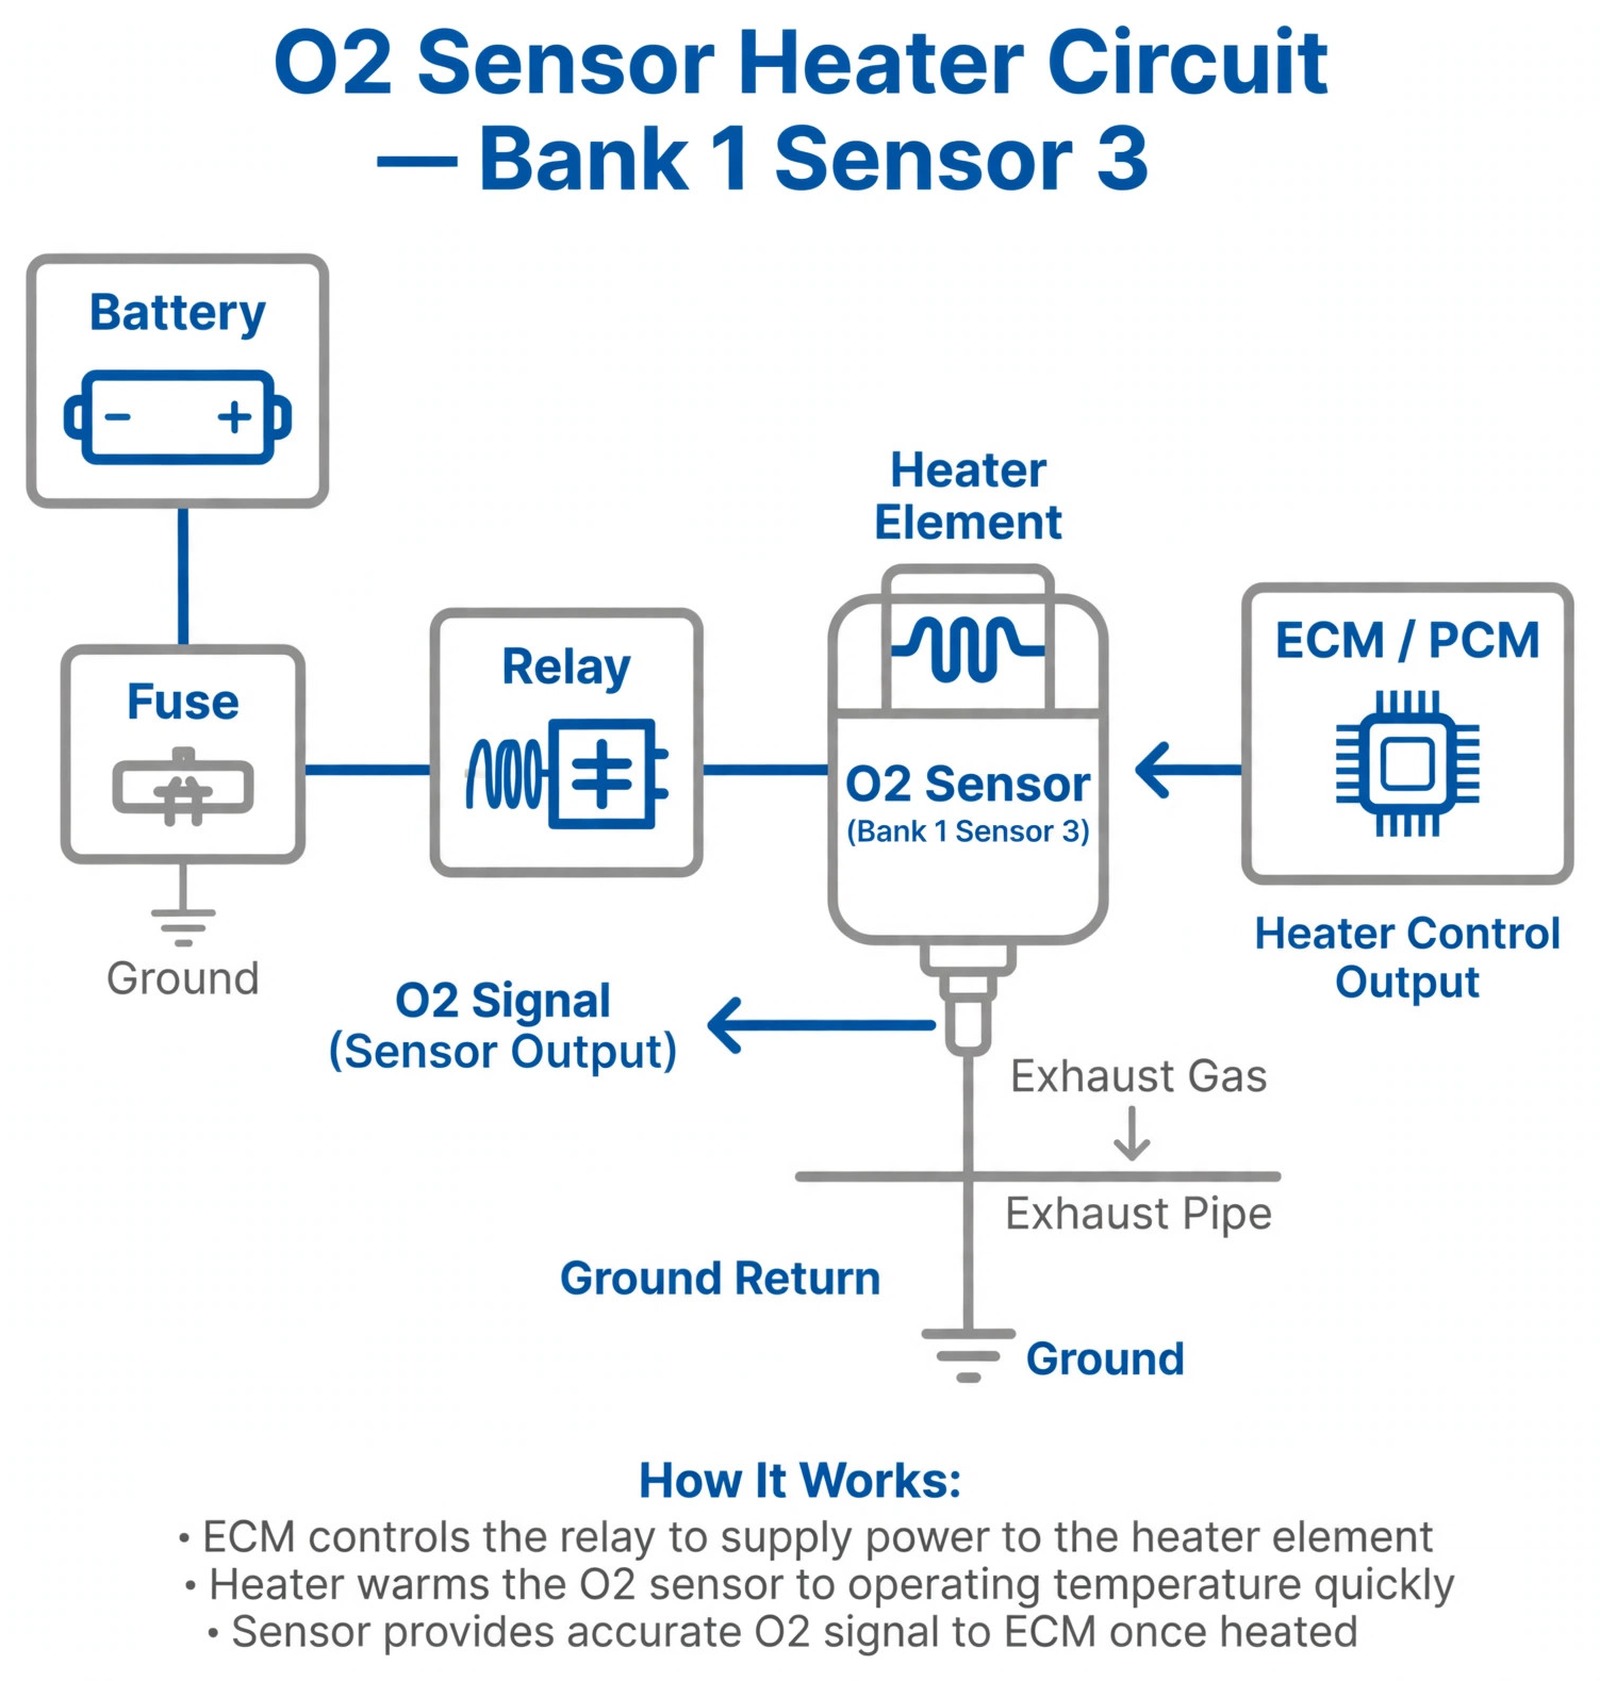 O2 Sensor Heater Circuit
— Bank 1 Sensor 3
Battery
− +
Heater
Element
Fuse
Relay
O2 Sensor
(Bank 1 Sensor 3)
ECM / PCM
Heater Control
Output
Ground
O2 Signal
(Sensor Output)
Exhaust Gas
Exhaust Pipe
Ground Return
Ground
How It Works:
• ECM controls the relay to supply power to the heater element
• Heater warms the O2 sensor to operating temperature quickly
• Sensor provides accurate O2 signal to ECM once heated